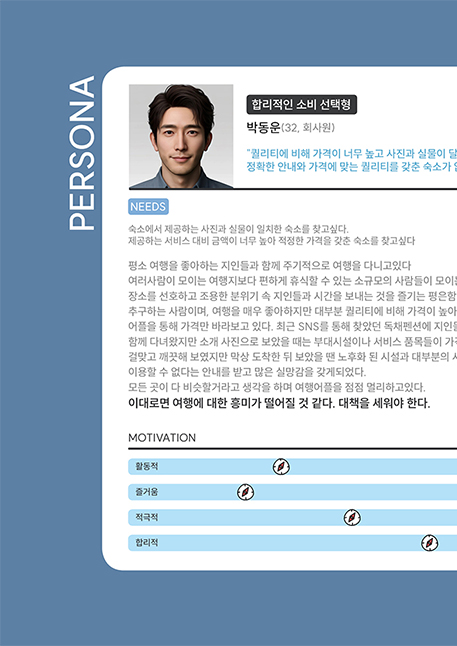 PERSONA
합리적인 소비 선택형
박동운(32, 회사원)
"퀄리티에 비해 가격이 너무 높고 사진과 실물이
정확한 안내와 가격에 맞는 퀄리티를 갖춘 숙소가
NEEDS
숙소에서 제공하는 사진과 실물이 일치한 숙소를 찾고싶다.
제공하는 서비스 대비 금액이 너무 높아 적정한 가격을 갖춘 숙소를 찾고싶다
평소 여행을 좋아하는 지인들과 함께 주기적으로 여행을 다니고있다
여러사람이 모이는 여행지보다 편하게 휴식할 수 있는 소규모의 사람들이
장소를 선호하고 조용한 분위기 속 지인들과 시간을 보내는 것을 즐기는
추구하는 사람이며, 여행을 매우 좋아하지만 대부분 퀄리티에 비해 가격이 높아
어플을 통해 가격만 바라보고 있다. 최근 SNS를 통해 찾았던 독채펜션에
함께 다녀왔지만 소개 사진으로 보았을 때는 부대시설이나 서비스 품목들이
걸맞고 깨끗해 보였지만 막상 도착한 뒤 보았을 땐 노후화 된 시설과 대부분의
이용할 수 없다는 안내를 받고 많은 실망감을 갖게되었다.
모든 곳이 다 비슷할거라고 생각을 하며 여행어플을 점점 멀리하고있다.
이대로면 여행에 대한 흥미가 떨어질 것 같다. 대책을 세워야 한다.
MOTIVATION
활동적
즐거움
적극적
합리적